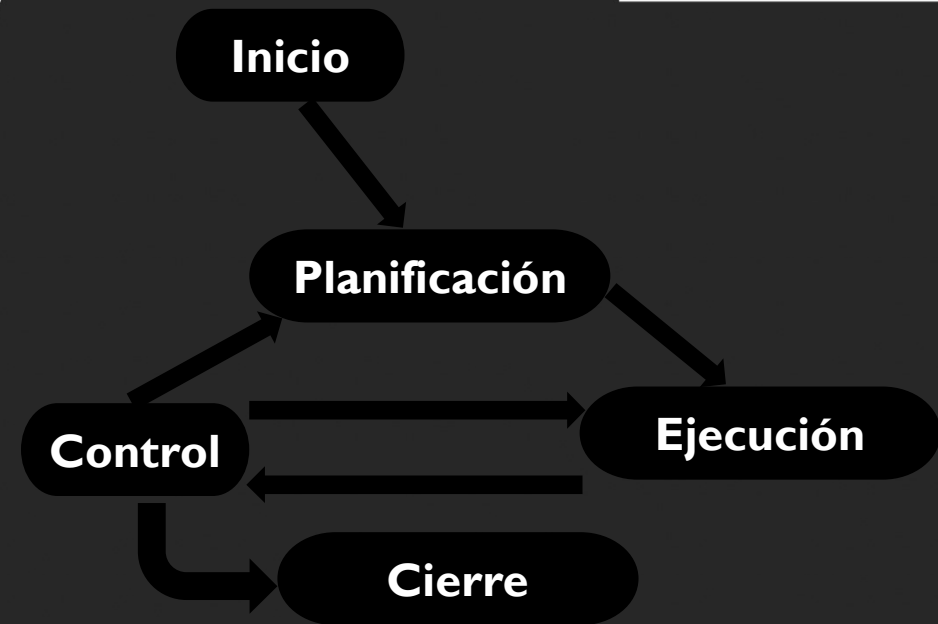 Inicio
Planificación
Control
Ejecución
Cierre